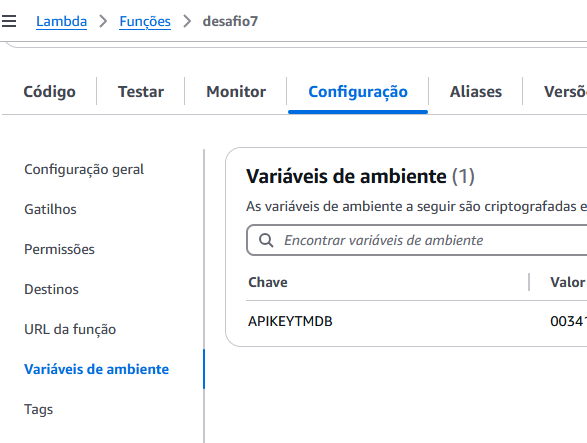 Lambda > Funções > desafio7
Código Testar Monitor Configuração Aliases Versõ
Configuração geral
Gatilhos
Permissões
Destinos
URL da função
Variáveis de ambiente
Tags
Variáveis de ambiente (1)
As variáveis de ambiente a seguir são criptografadas e
Encontrar variáveis de ambiente
Chave Valor
APIKEYTMDB 0034